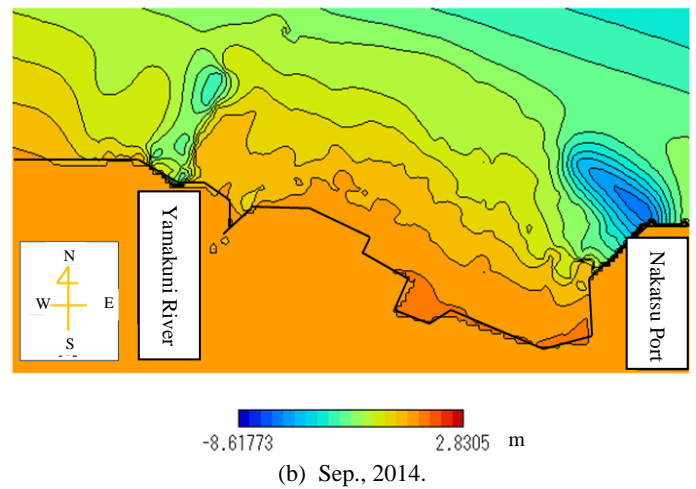 Yamakuni River
Nakatsu Port
N
W E
S
-8.61773 2.8305 m
(b) Sep., 2014.